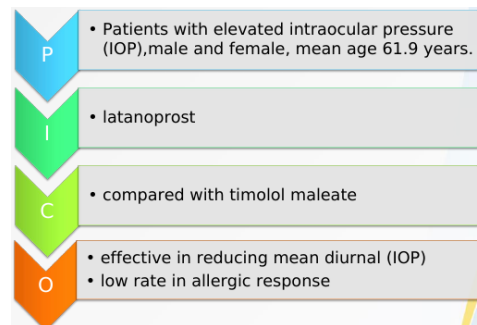 P
• Patients with elevated intraocular pressure
(IOP),male and female, mean age 61.9 years.
I
• latanoprost
C
• compared with timolol maleate
O
• effective in reducing mean diurnal (IOP)
• low rate in allergic response